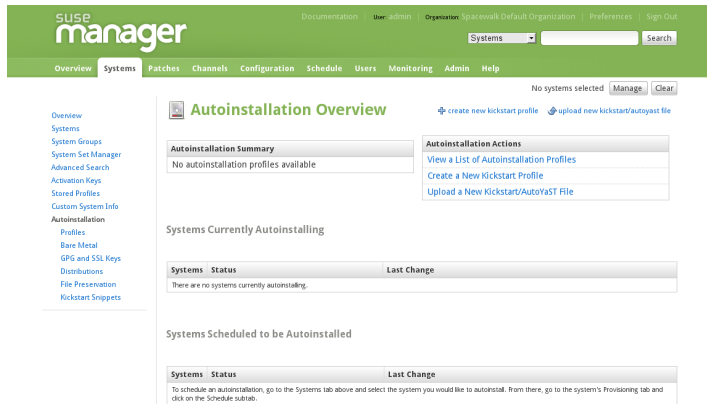 suse
manager
Documentation | User: admin | Organization: Spacewalk Default Organization | Preferences | Sign Out
Systems Search
Overview Systems Patches Channels Configuration Schedule Users Monitoring Admin Help
No systems selected Manage Clear
Overview
Systems
System Groups
System Set Manager
Advanced Search
Activation Keys
Stored Profiles
Custom System Info
Autoinstallation
Profiles
Bare Metal
GPG and SSL Keys
Distributions
File Preservation
Kickstart Snippets
Autoinstallation Overview
create new kickstart profile upload new kickstart/autoyast file
Autoinstallation Summary
No autoinstallation profiles available
Autoinstallation Actions
View a List of Autoinstallation Profiles
Create a New Kickstart Profile
Upload a New Kickstart/AutoYaST File
Systems Currently Autoinstalling
Systems Status Last Change
There are no systems currently autoinstalling.
Systems Scheduled to be Autoinstalled
Systems Status Last Change
To schedule an autoinstallation, go to the Systems tab above and select the system you would like to autoinstall. From there, go to the system's Provisioning tab and
click on the Schedule subtab.